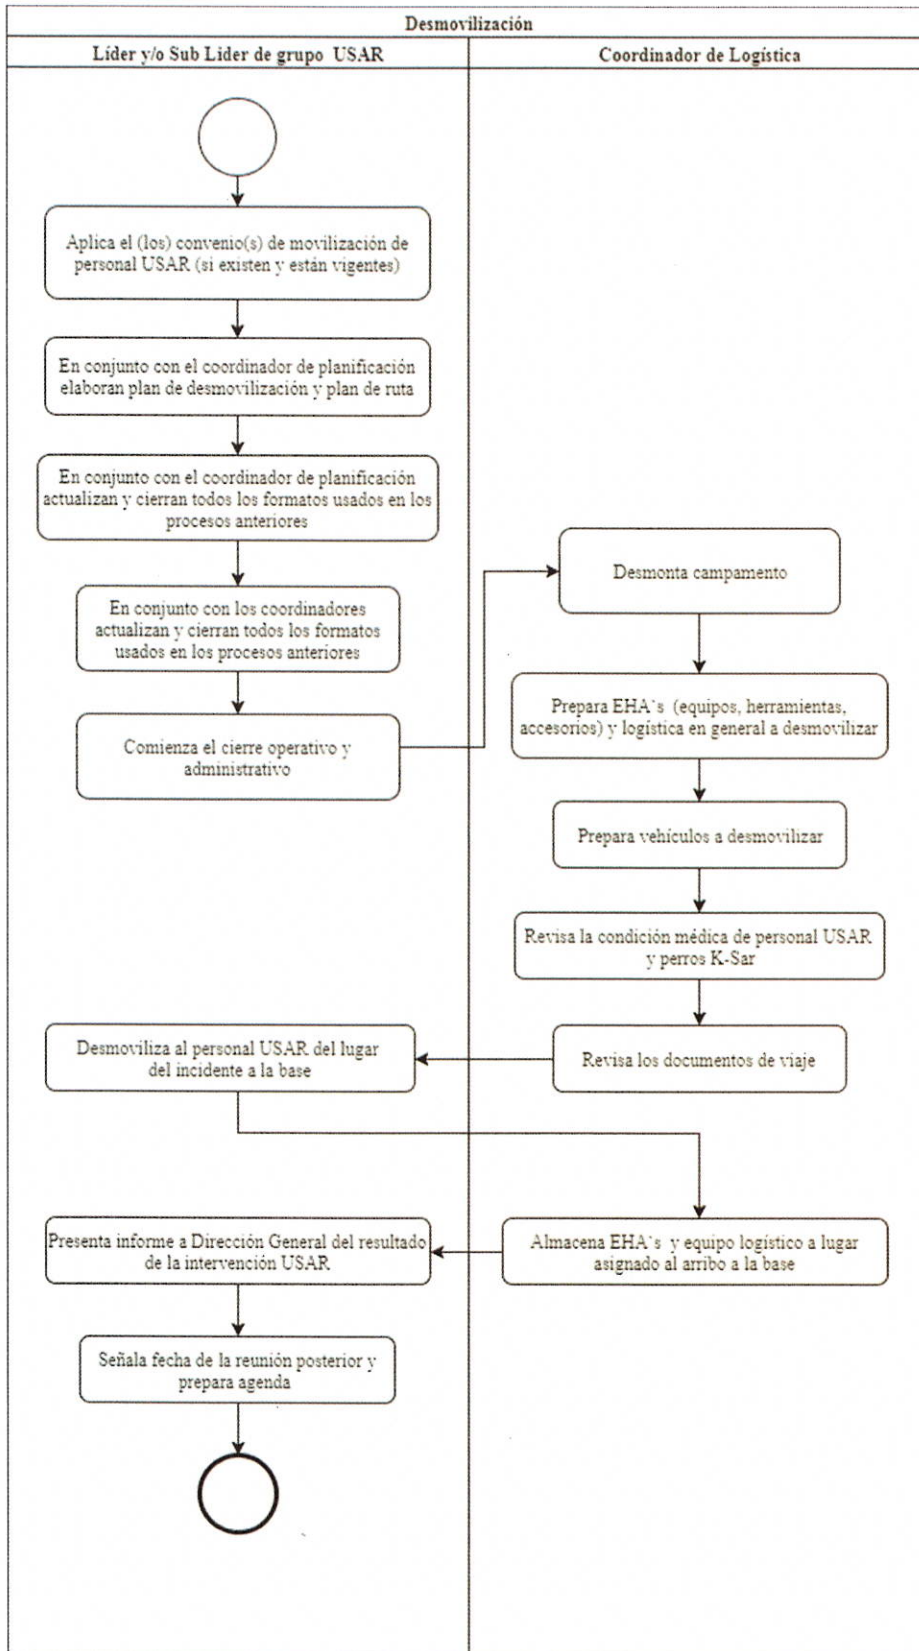 Desmovilización
Líder y/o Sub Lider de grupo USAR
Coordinador de Logística
Aplica el (los) convenio(s) de movilización de
personal USAR (si existen y están vigentes)
En conjunto con el coordinador de planificación
elaboran plan de desmovilización y plan de ruta
En conjunto con el coordinador de planificación
actualizan y cierran todos los formatos usados en los
procesos anteriores
En conjunto con los coordinadores
actualizan y cierran todos los formatos
usados en los procesos anteriores
Comienza el cierre operativo y
administrativo
Desmonta campamento
Prepara EHA`s (equipos, herramientas,
accesorios) y logística en general a desmovilizar
Prepara vehículos a desmovilizar
Revisa la condición médica de personal USAR
y perros K-Sar
Revisa los documentos de viaje
Desmoviliza al personal USAR del lugar
del incidente a la base
Almacena EHA`s y equipo logístico a lugar
asignado al arribo a la base
Presenta informe a Dirección General del resultado
de la intervención USAR
Señala fecha de la reunión posterior y
prepara agenda